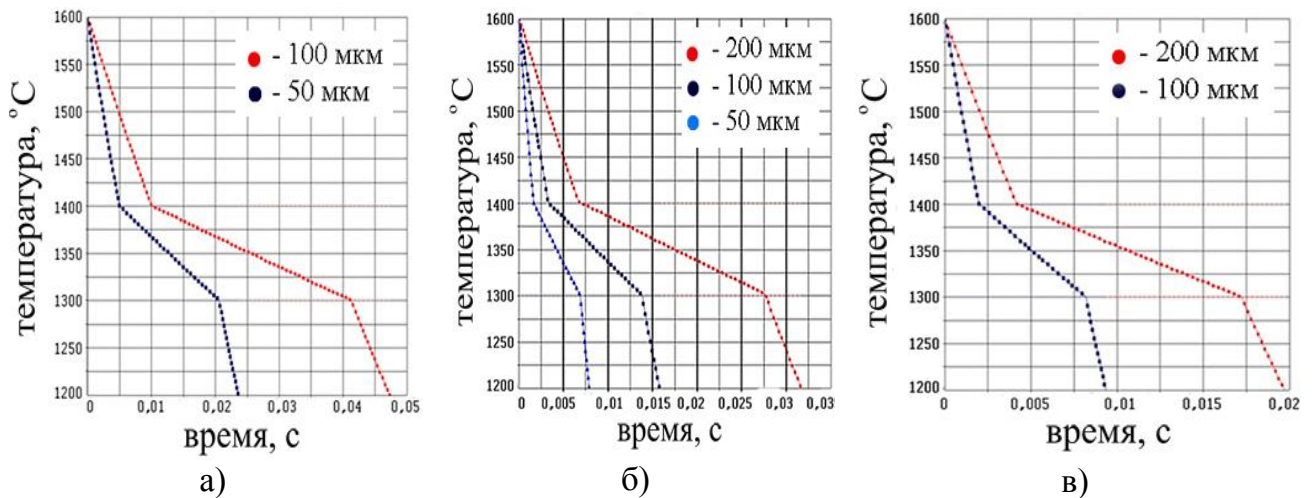 1600
1550
1500
1450
1400
1350
1300
1250
1200
температура, °С
- 100 мкм
- 50 мкм
0 0,01 0,02 0,03 0,04 0,05
время, с
а)
1600
1550
1500
1450
1400
1350
1300
1250
1200
температура, °С
- 200 мкм
- 100 мкм
- 50 мкм
0 0,005 0,01 0,015 0,02 0,025 0,03 0,03
время, с
б)
1600
1550
1500
1450
1400
1350
1300
1250
1200
температура, °С
- 200 мкм
- 100 мкм
0 0,005 0,01 0,015 0,02
время, с
в)